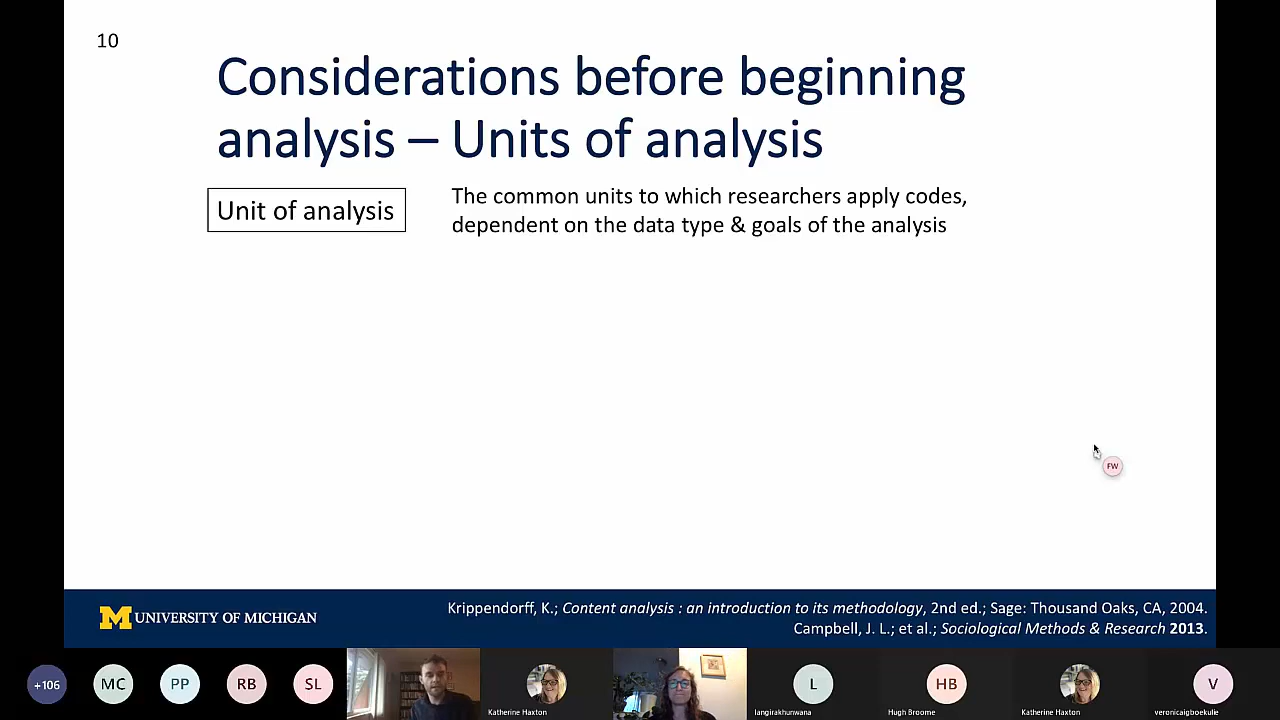 10
Considerations before beginning
analysis – Units of analysis
Unit of analysis
The common units to which researchers apply codes,
dependent on the data type & goals of the analysis
FW
M UNIVERSITY OF MICHIGAN
Krippendorff, K.; Content analysis : an introduction to its methodology, 2nd ed.; Sage: Thousand Oaks, CA, 2004.
Campbell, J. L.; et al.; Sociological Methods & Research 2013.
+106
MC
PP
RB
SL
Katherine Haxton
L
langirakhunwana
HB
Hugh Broome
Katherine Haxton
V
veronicaigboekulie